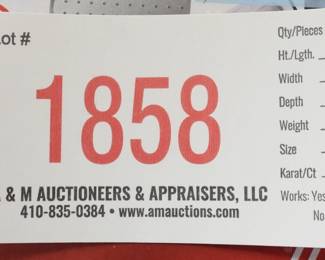 Lot #
1858
& M AUCTIONEERS & APPRAISERS, LLC
410-835-0384 • www.amauctions.com
Qty/Pieces
Ht./Lgth.
Width
Depth
Weight
Size
Karat/Ct
Works: Yes
No